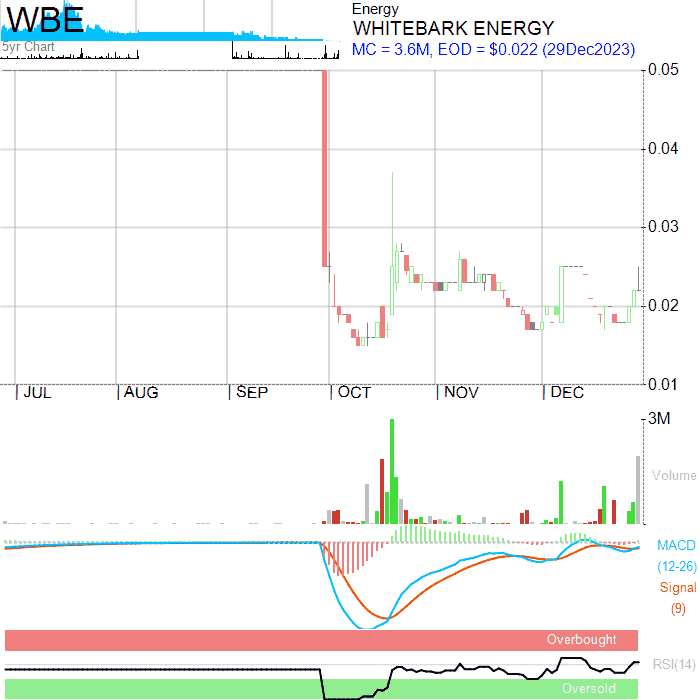 WBE
5yr Chart
Energy
WHITEBARK ENERGY
MC = 3.6M, EOD = $0.022 (29Dec2023)
0.05
0.04
0.03
0.02
0.01
JUL AUG SEP OCT NOV DEC
3M
Volume
MACD
(12-26)
Signal
(9)
Overbought
RSI(14)
Oversold